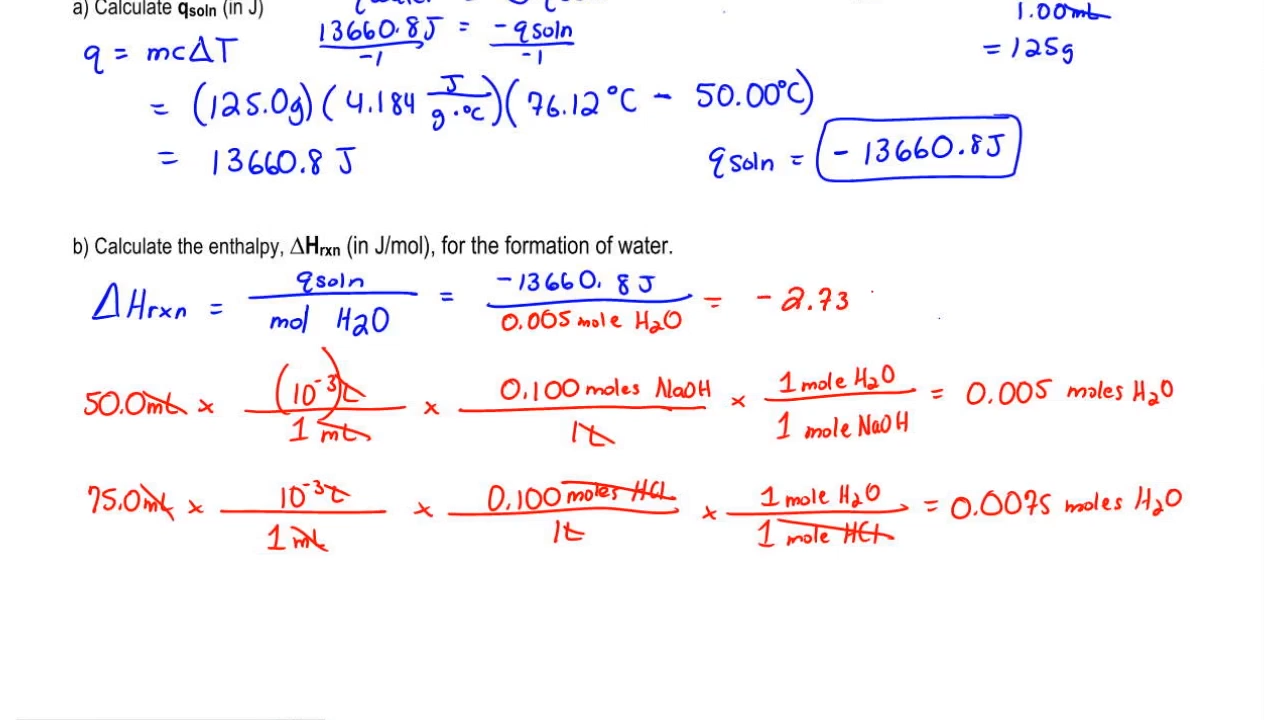 a) Calculate qsoln (in J)
1.00mL
13660.8J = -qsoln
-1 -1
q = mcΔT
= 125g
= (125.0g)(4.184 J/g·°C)(76.12°C - 50.00°C)
= 13660.8 J
qsoln = -13660.8J
b) Calculate the enthalpy, ΔHrxn (in J/mol), for the formation of water.
ΔHrxn = qsoln/mol H2O = -13660.8J/0.005 mole H2O = -2.73
50.0mL x (10^-3)L/1 mL x 0.100 moles NaOH/1L x 1 mole H2O/1 mole NaOH = 0.005 moles H2O
75.0mL x 10^-3L/1 mL x 0.100 moles HCl/1L x 1 mole H2O/1 mole HCl = 0.0075 moles H2O